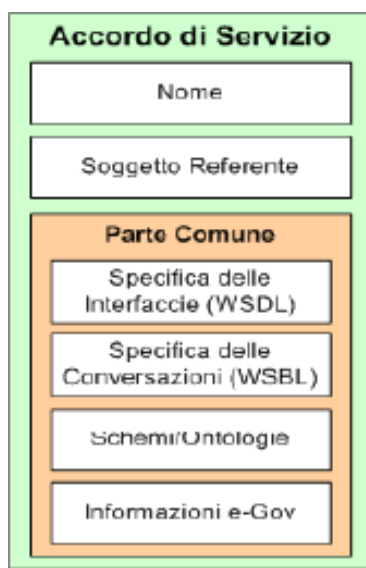 Accordo di Servizio
Nome
Soggetto Referente
Parte Comune
Specifica delle
Interfaccie (WSDL)
Specifica delle
Conversazioni (WSBL)
Schemi/Ontologie
Informazioni e-Gov